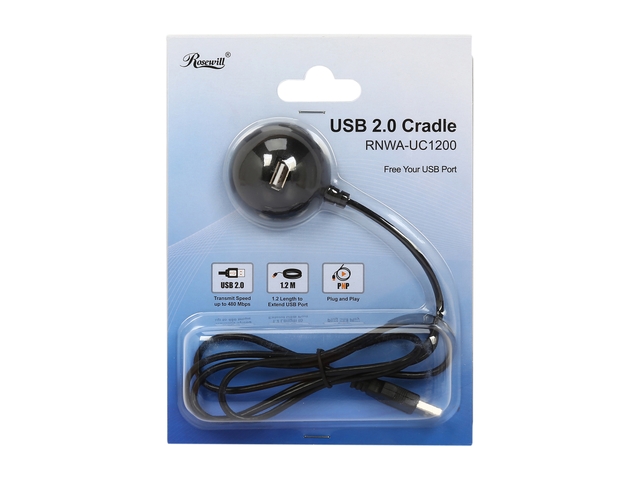 Rosewill®
USB 2.0 Cradle
RNWA-UC1200
Free Your USB Port
USB 2.0
1.2 M
PNP
Transmit Speed
up to 480 Mbps
1.2 Length to
Extend USB Port
Plug and Play